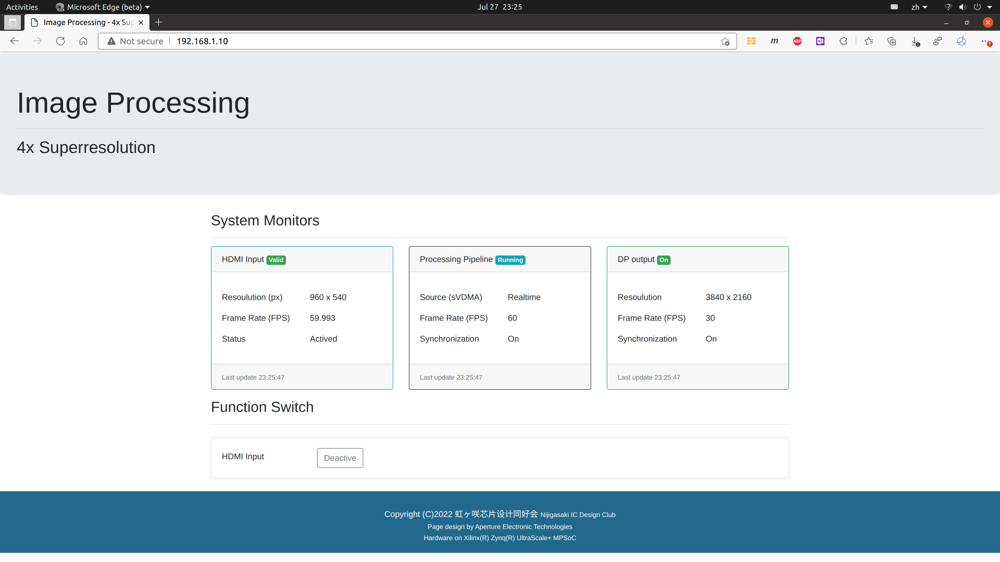 Activities Microsoft Edge (beta) Jul 27 23:25 zh
Image Processing - 4x Sup
Not secure 192.168.1.10
Image Processing
4x Superresolution
System Monitors
HDMI Input Valid
Resoulution (px) 960 x 540
Frame Rate (FPS) 59.993
Status Actived
Last update 23:25:47
Processing Pipeline Running
Source (sVDMA) Realtime
Frame Rate (FPS) 60
Synchronization On
Last update 23:25:47
DP output On
Resoulution 3840 x 2160
Frame Rate (FPS) 30
Synchronization On
Last update 23:25:47
Function Switch
HDMI Input Deactive
Copyright (C)2022 虹ヶ咲芯片设计同好会 Nijigasaki IC Design Club
Page design by Aperture Electronic Technologies
Hardware on Xilinx(R) Zynq(R) UltraScale+ MPSoC